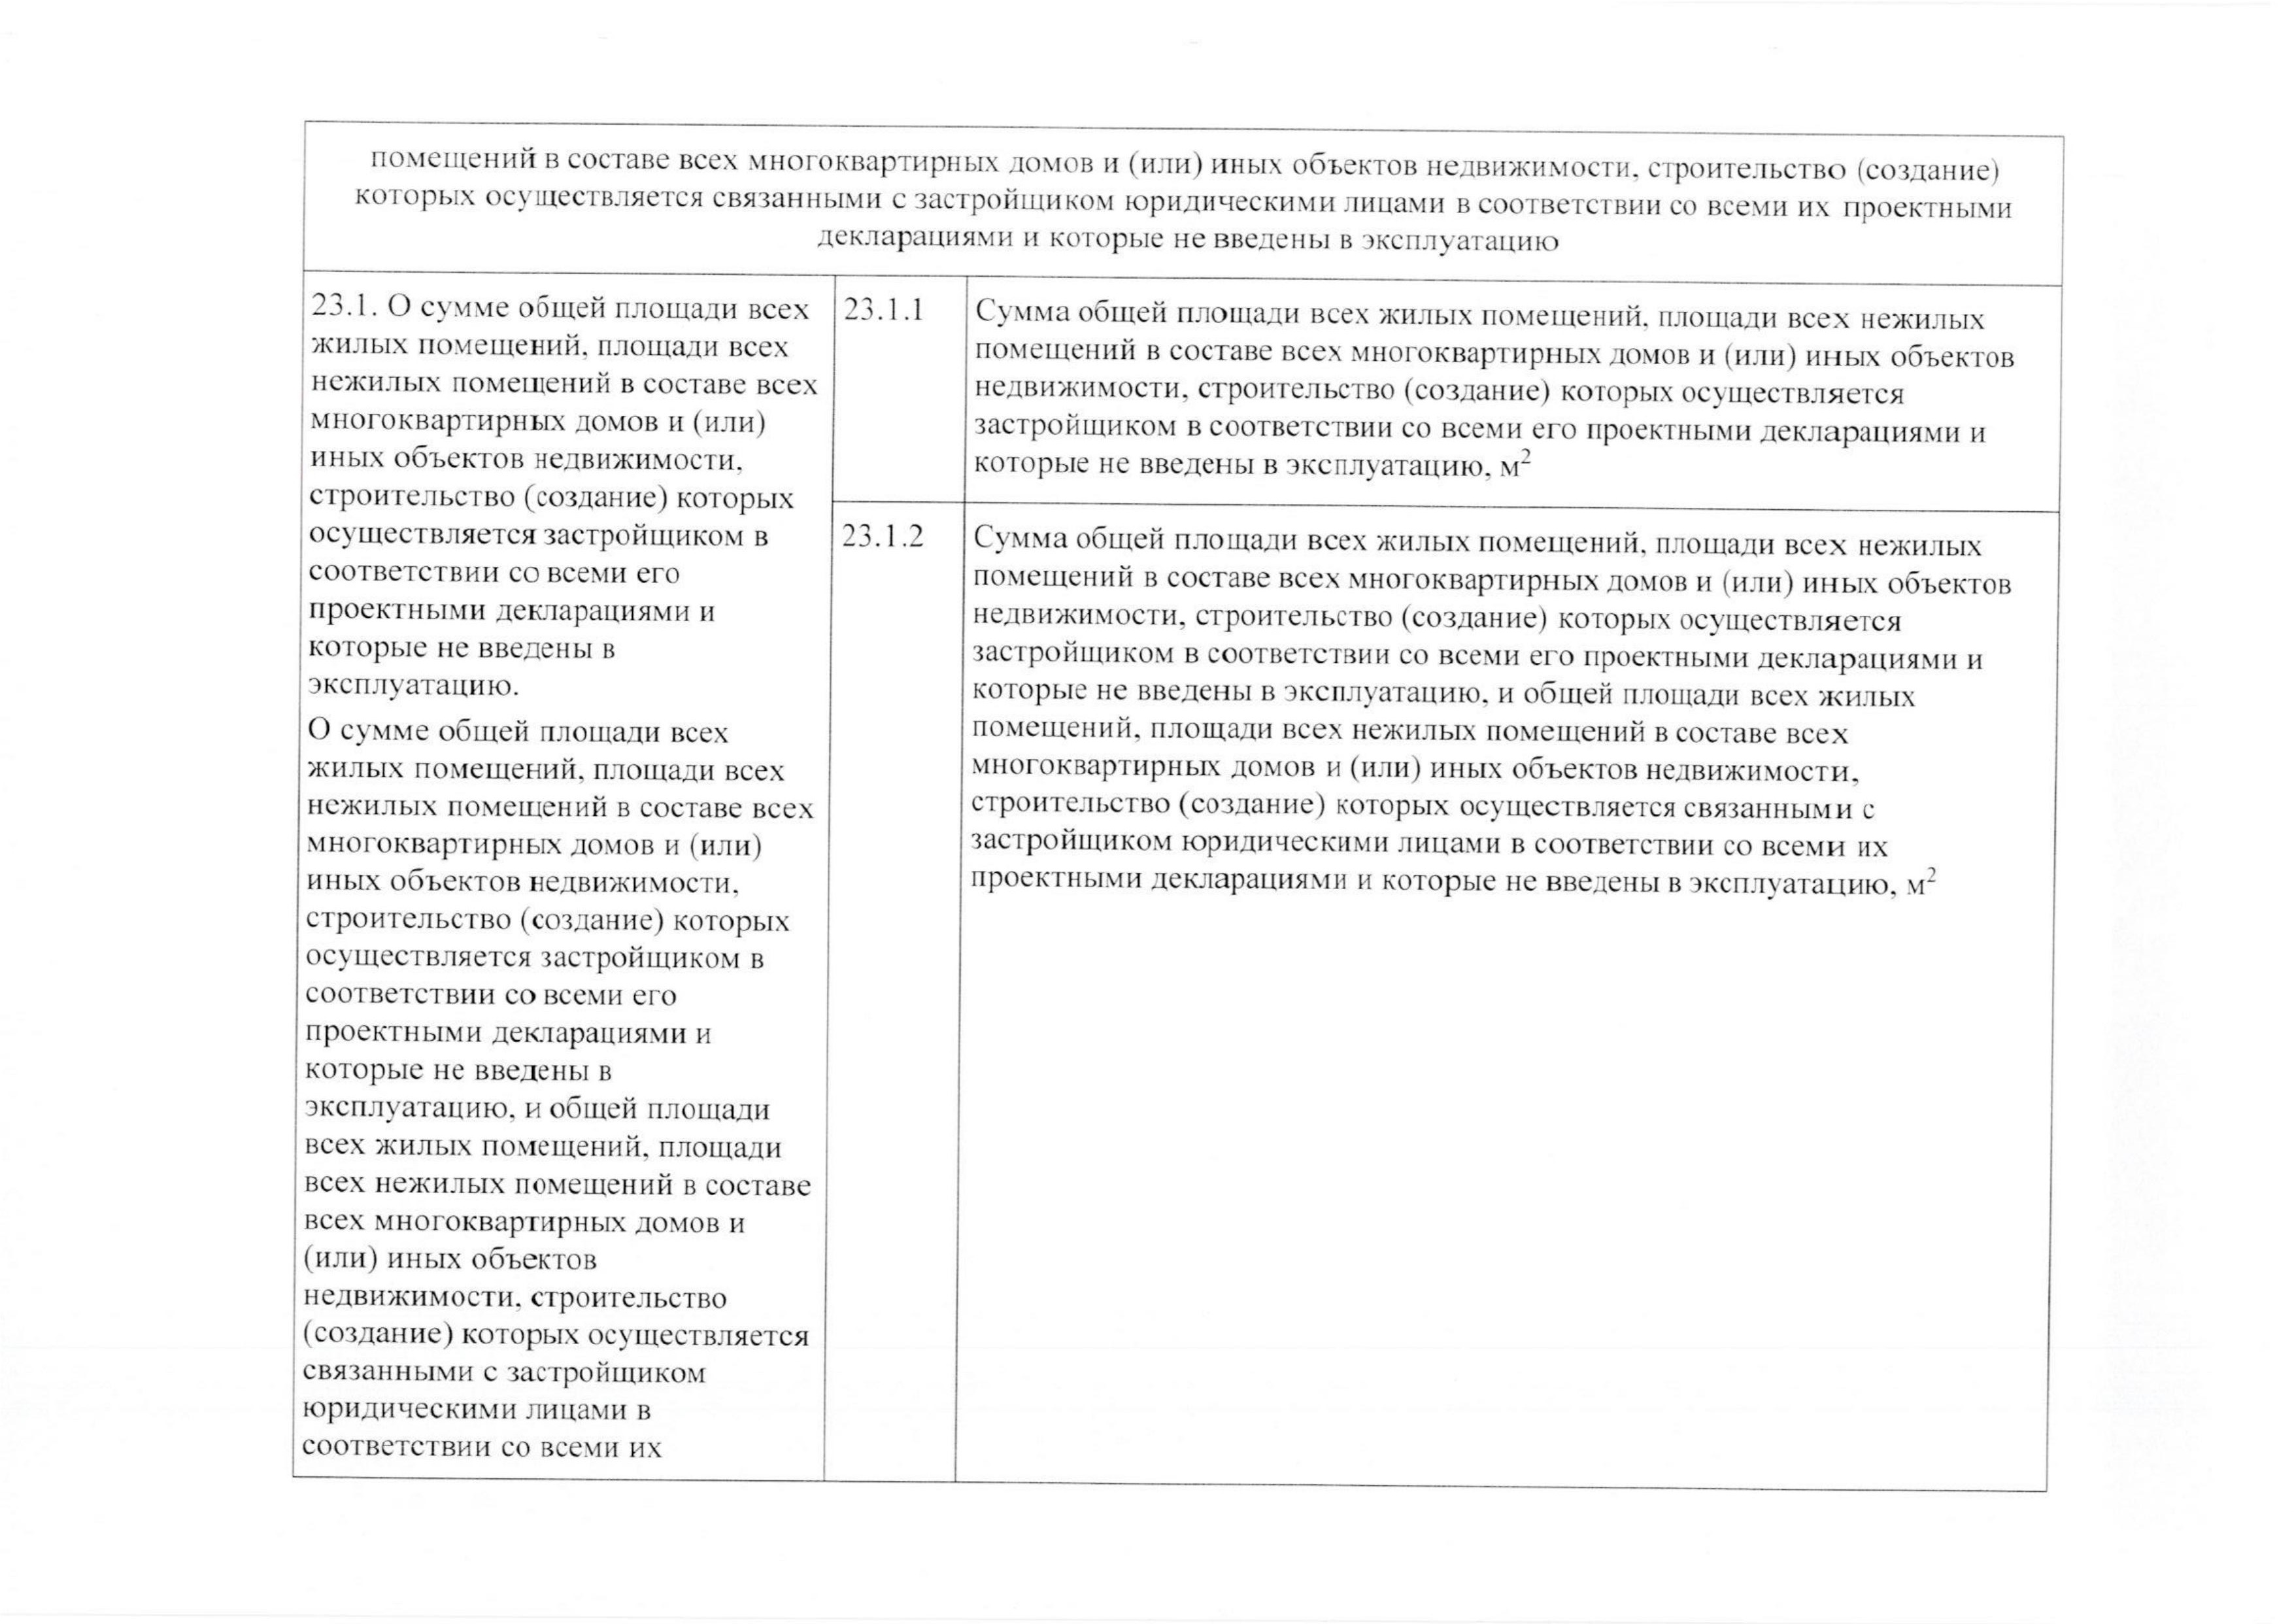 помещений в составе всех многоквартирных домов и (или) иных объектов недвижимости, строительство (создание)
которых осуществляется связанными с застройщиком юридическими лицами в соответствии со всеми их проектными
декларациями и которые не введены в эксплуатацию
23.1. О сумме общей площади всех
жилых помещений, площади всех
нежилых помещений в составе всех
многоквартирных домов и (или)
иных объектов недвижимости,
строительство (создание) которых
осуществляется застройщиком в
соответствии со всеми его
проектными декларациями и
которые не введены в
эксплуатацию.
О сумме общей площади всех
жилых помещений, площади всех
нежилых помещений в составе всех
многоквартирных домов и (или)
иных объектов недвижимости,
строительство (создание) которых
осуществляется застройщиком в
соответствии со всеми его
проектными декларациями и
которые не введены в
эксплуатацию, и общей площади
всех жилых помещений, площади
всех нежилых помещений в составе
всех многоквартирных домов и
(или) иных объектов
недвижимости, строительство
(создание) которых осуществляется
связанными с застройщиком
юридическими лицами в
соответствии со всеми их
23.1.1
Сумма общей площади всех жилых помещений, площади всех нежилых
помещений в составе всех многоквартирных домов и (или) иных объектов
недвижимости, строительство (создание) которых осуществляется
застройщиком в соответствии со всеми его проектными декларациями и
которые не введены в эксплуатацию, м²
23.1.2
Сумма общей площади всех жилых помещений, площади всех нежилых
помещений в составе всех многоквартирных домов и (или) иных объектов
недвижимости, строительство (создание) которых осуществляется
застройщиком в соответствии со всеми его проектными декларациями и
которые не введены в эксплуатацию, и общей площади всех жилых
помещений, площади всех нежилых помещений в составе всех
многоквартирных домов и (или) иных объектов недвижимости,
строительство (создание) которых осуществляется связанными с
застройщиком юридическими лицами в соответствии со всеми их
проектными декларациями и которые не введены в эксплуатацию, м²